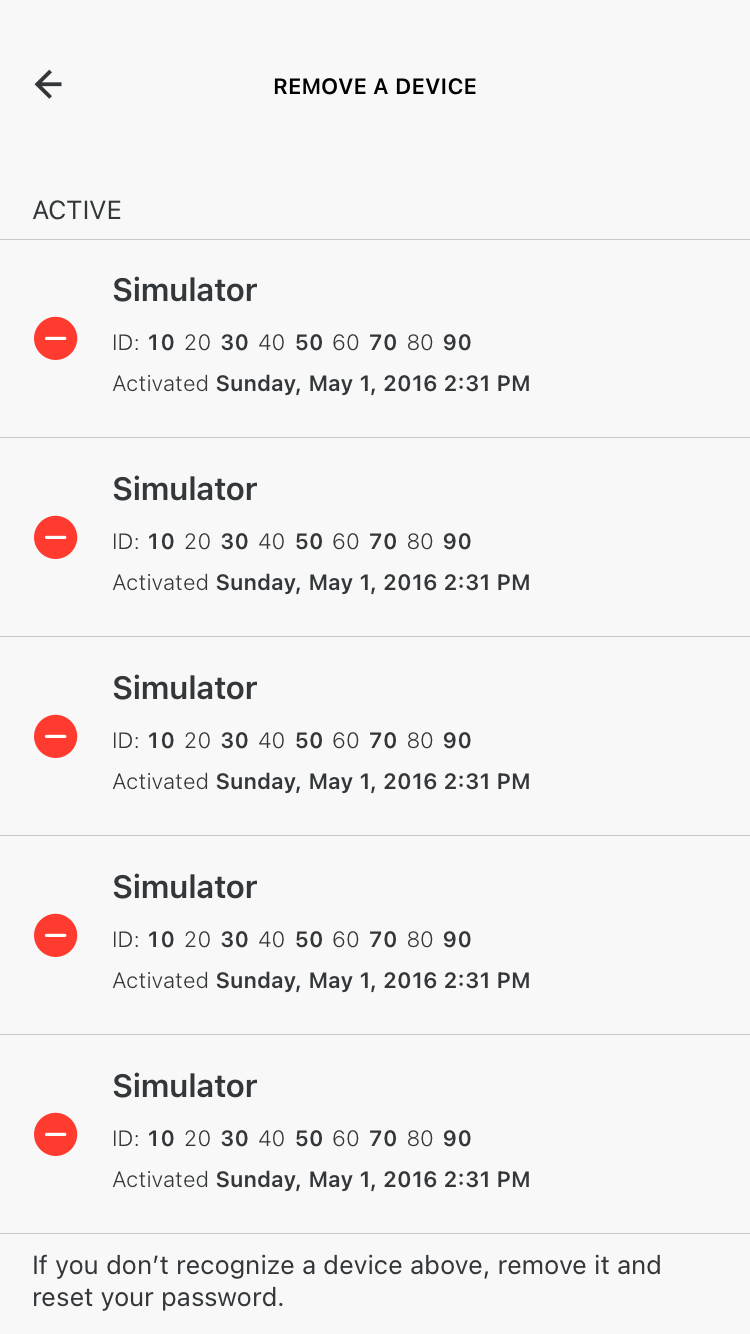 REMOVE A DEVICE
ACTIVE
Simulator
ID: 10 20 30 40 50 60 70 80 90
Activated Sunday, May 1, 2016 2:31 PM
Simulator
ID: 10 20 30 40 50 60 70 80 90
Activated Sunday, May 1, 2016 2:31 PM
Simulator
ID: 10 20 30 40 50 60 70 80 90
Activated Sunday, May 1, 2016 2:31 PM
Simulator
ID: 10 20 30 40 50 60 70 80 90
Activated Sunday, May 1, 2016 2:31 PM
Simulator
ID: 10 20 30 40 50 60 70 80 90
Activated Sunday, May 1, 2016 2:31 PM
If you don’t recognize a device above, remove it and
reset your password.